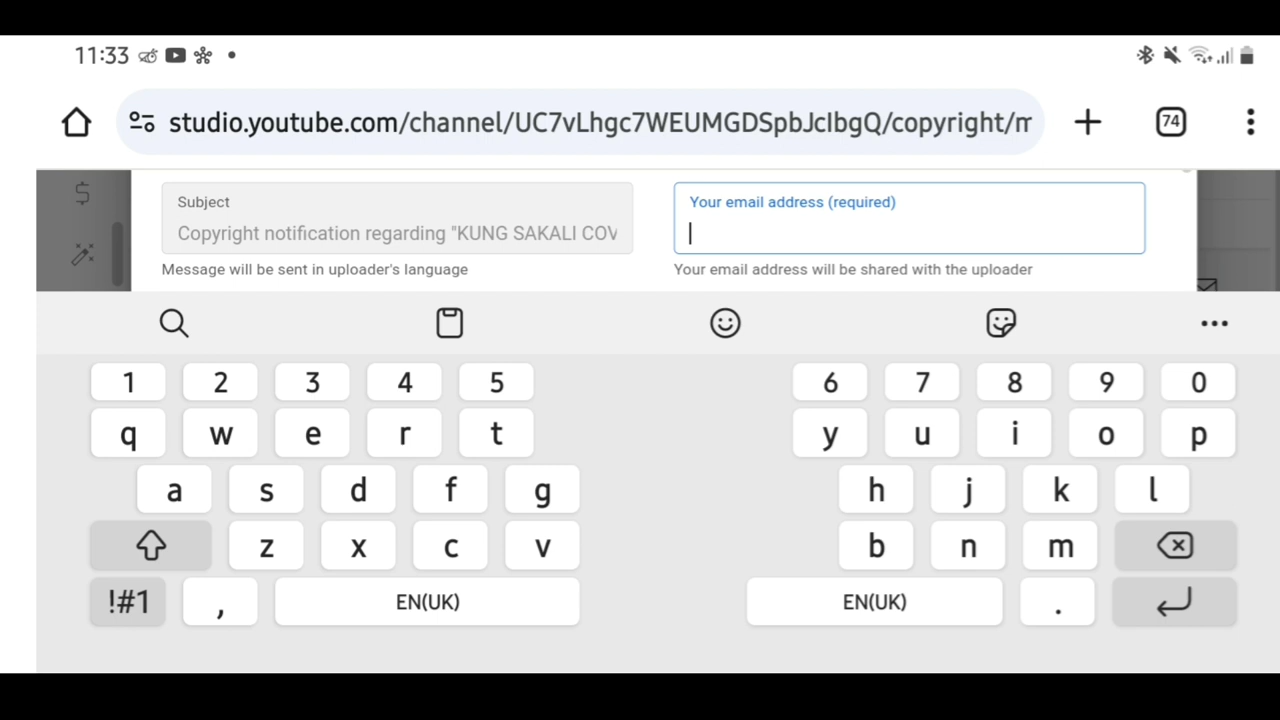 11:33
studio.youtube.com/channel/UC7vLhgc7WEUMGDSpbJcIbgQ/copyright/m
74
Subject
Your email address (required)
Copyright notification regarding "KUNG SAKALI COV
Message will be sent in uploader's language
Your email address will be shared with the uploader
1 2 3 4 5 6 7 8 9 0
q w e r t y u i o p
a s d f g h j k l
z x c v b n m
!#1 , EN(UK) EN(UK) .